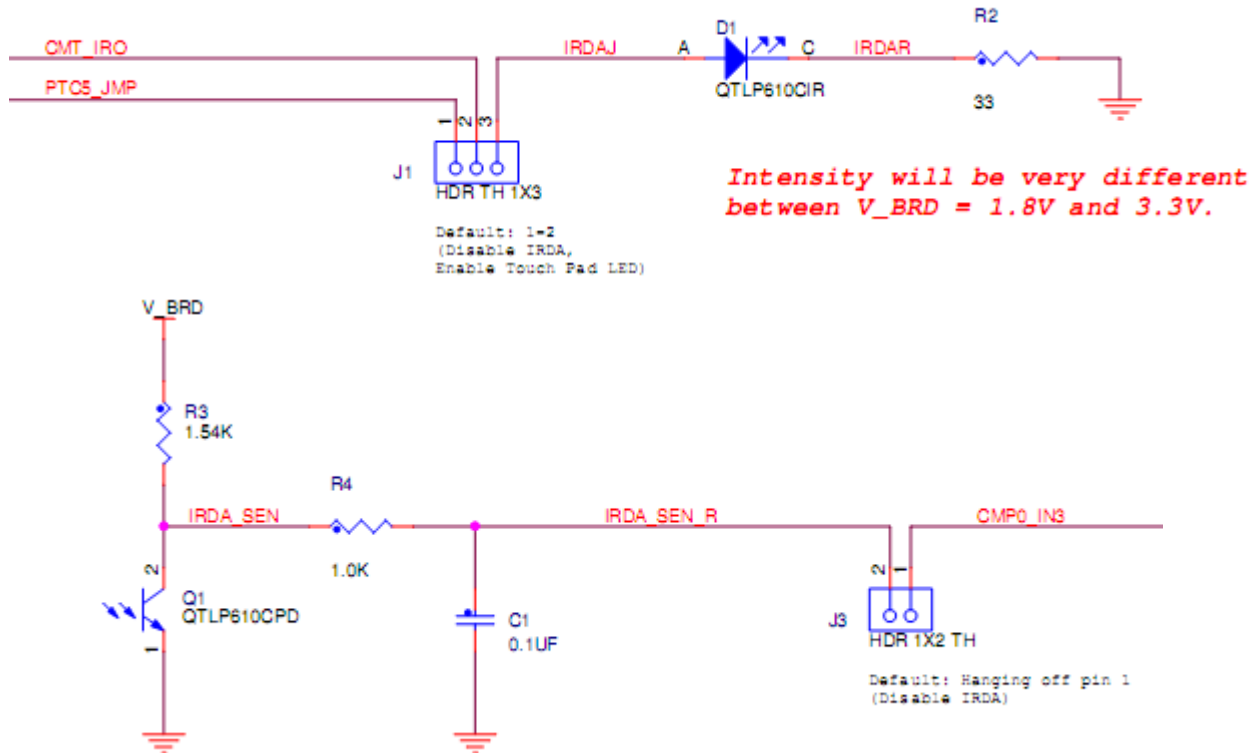 CMT_IRO
PTC5_JMP
IRDAJ
A
D1
C
QTLP610CIR
IRDAR
R2
33
1
2
3
J1
HDR TH 1X3
Default: 1-2
(Disable IRDA,
Enable Touch Pad LED)
Intensity will be very different
between V_BRD = 1.8V and 3.3V.
V_BRD
R3
1.54K
IRDA_SEN
R4
1.0K
IRDA_SEN_R
CMP0_IN3
2
Q1
QTLP610CPD
1
C1
0.1UF
2
1
J3
HDR 1X2 TH
Default: Hanging off pin 1
(Disable IRDA)